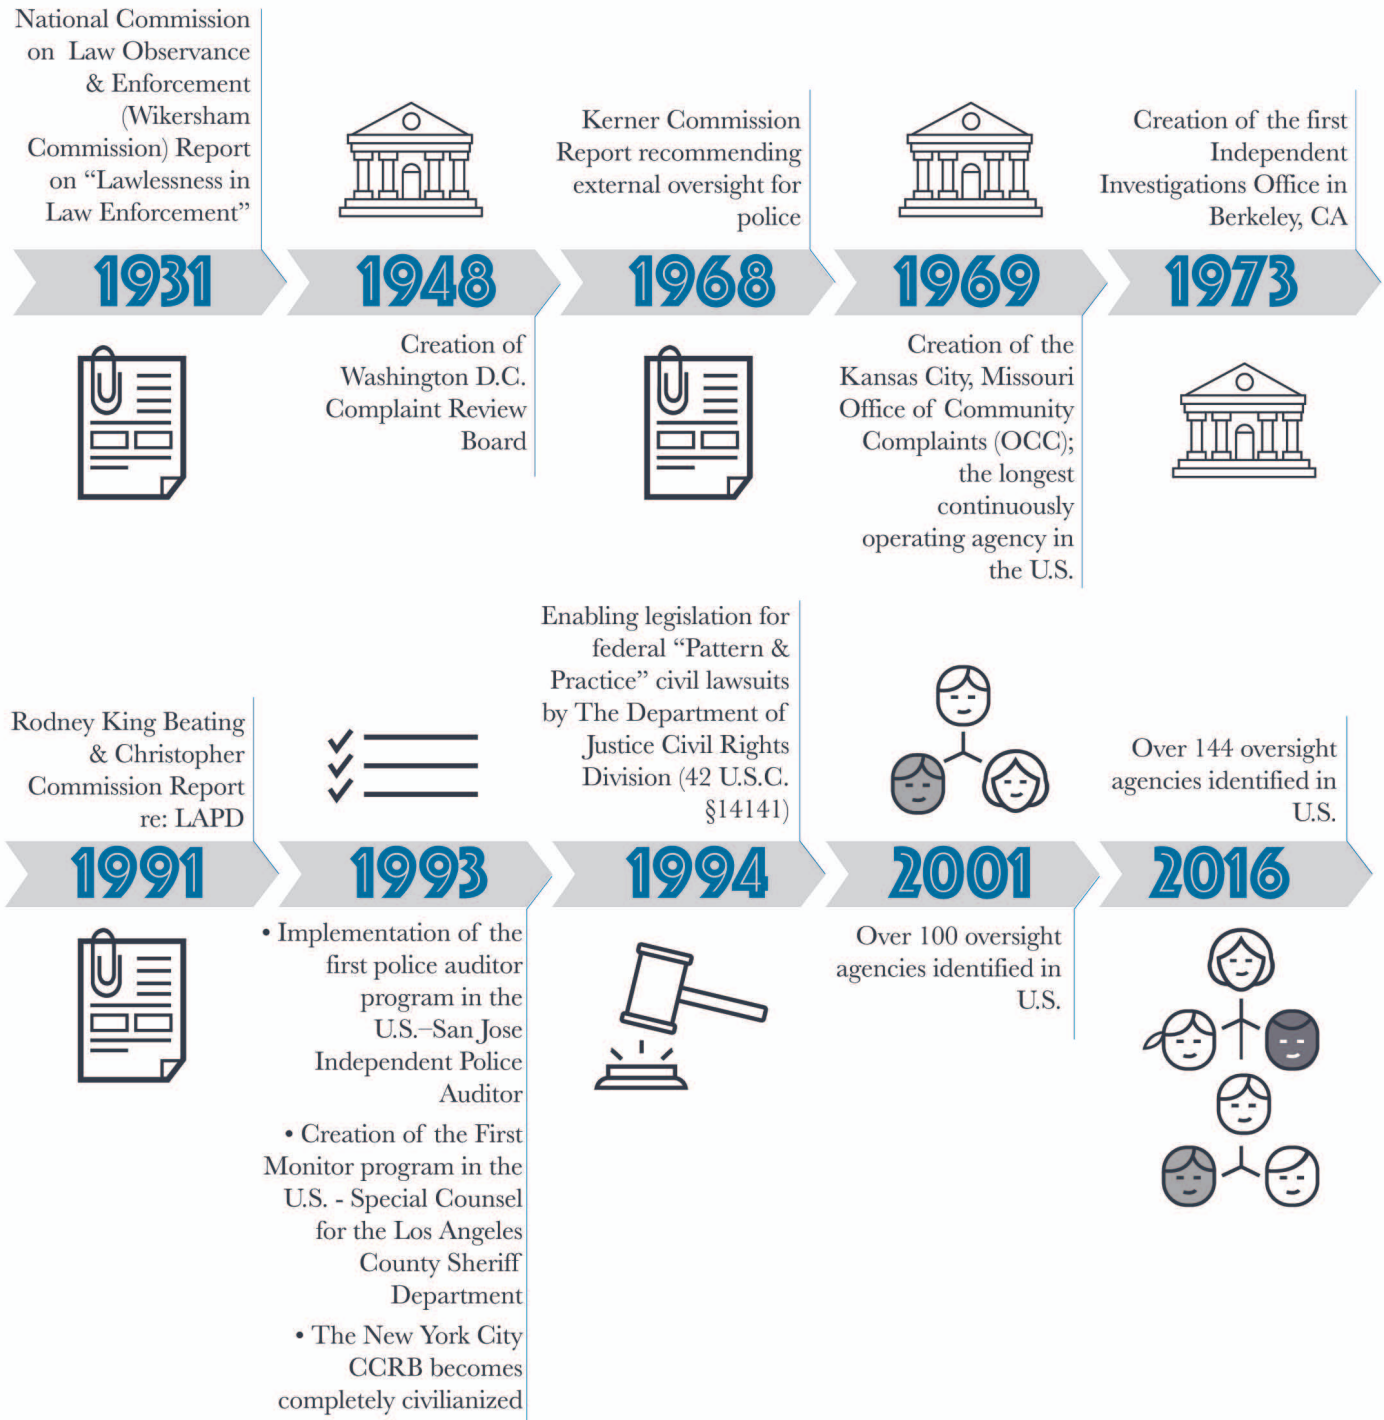 National Commission
on Law Observance
& Enforcement
(Wikersham
Commission) Report
on “Lawlessness in
Law Enforcement”
1931
1948
Creation of
Washington D.C.
Complaint Review
Board
Kerner Commission
Report recommending
external oversight for
police
1968
1969
Creation of the
Kansas City, Missouri
Office of Community
Complaints (OCC);
the longest
continuously
operating agency in
the U.S.
Creation of the first
Independent
Investigations Office in
Berkeley, CA
1973
Rodney King Beating
& Christopher
Commission Report
re: LAPD
1991
1993
• Implementation of the
first police auditor
program in the
U.S.–San Jose
Independent Police
Auditor
• Creation of the First
Monitor program in the
U.S. - Special Counsel
for the Los Angeles
County Sheriff
Department
• The New York City
CCRB becomes
completely civilianized
Enabling legislation for
federal “Pattern &
Practice” civil lawsuits
by The Department of
Justice Civil Rights
Division (42 U.S.C.
§14141)
1994
2001
Over 100 oversight
agencies identified in
U.S.
Over 144 oversight
agencies identified in
U.S.
2016